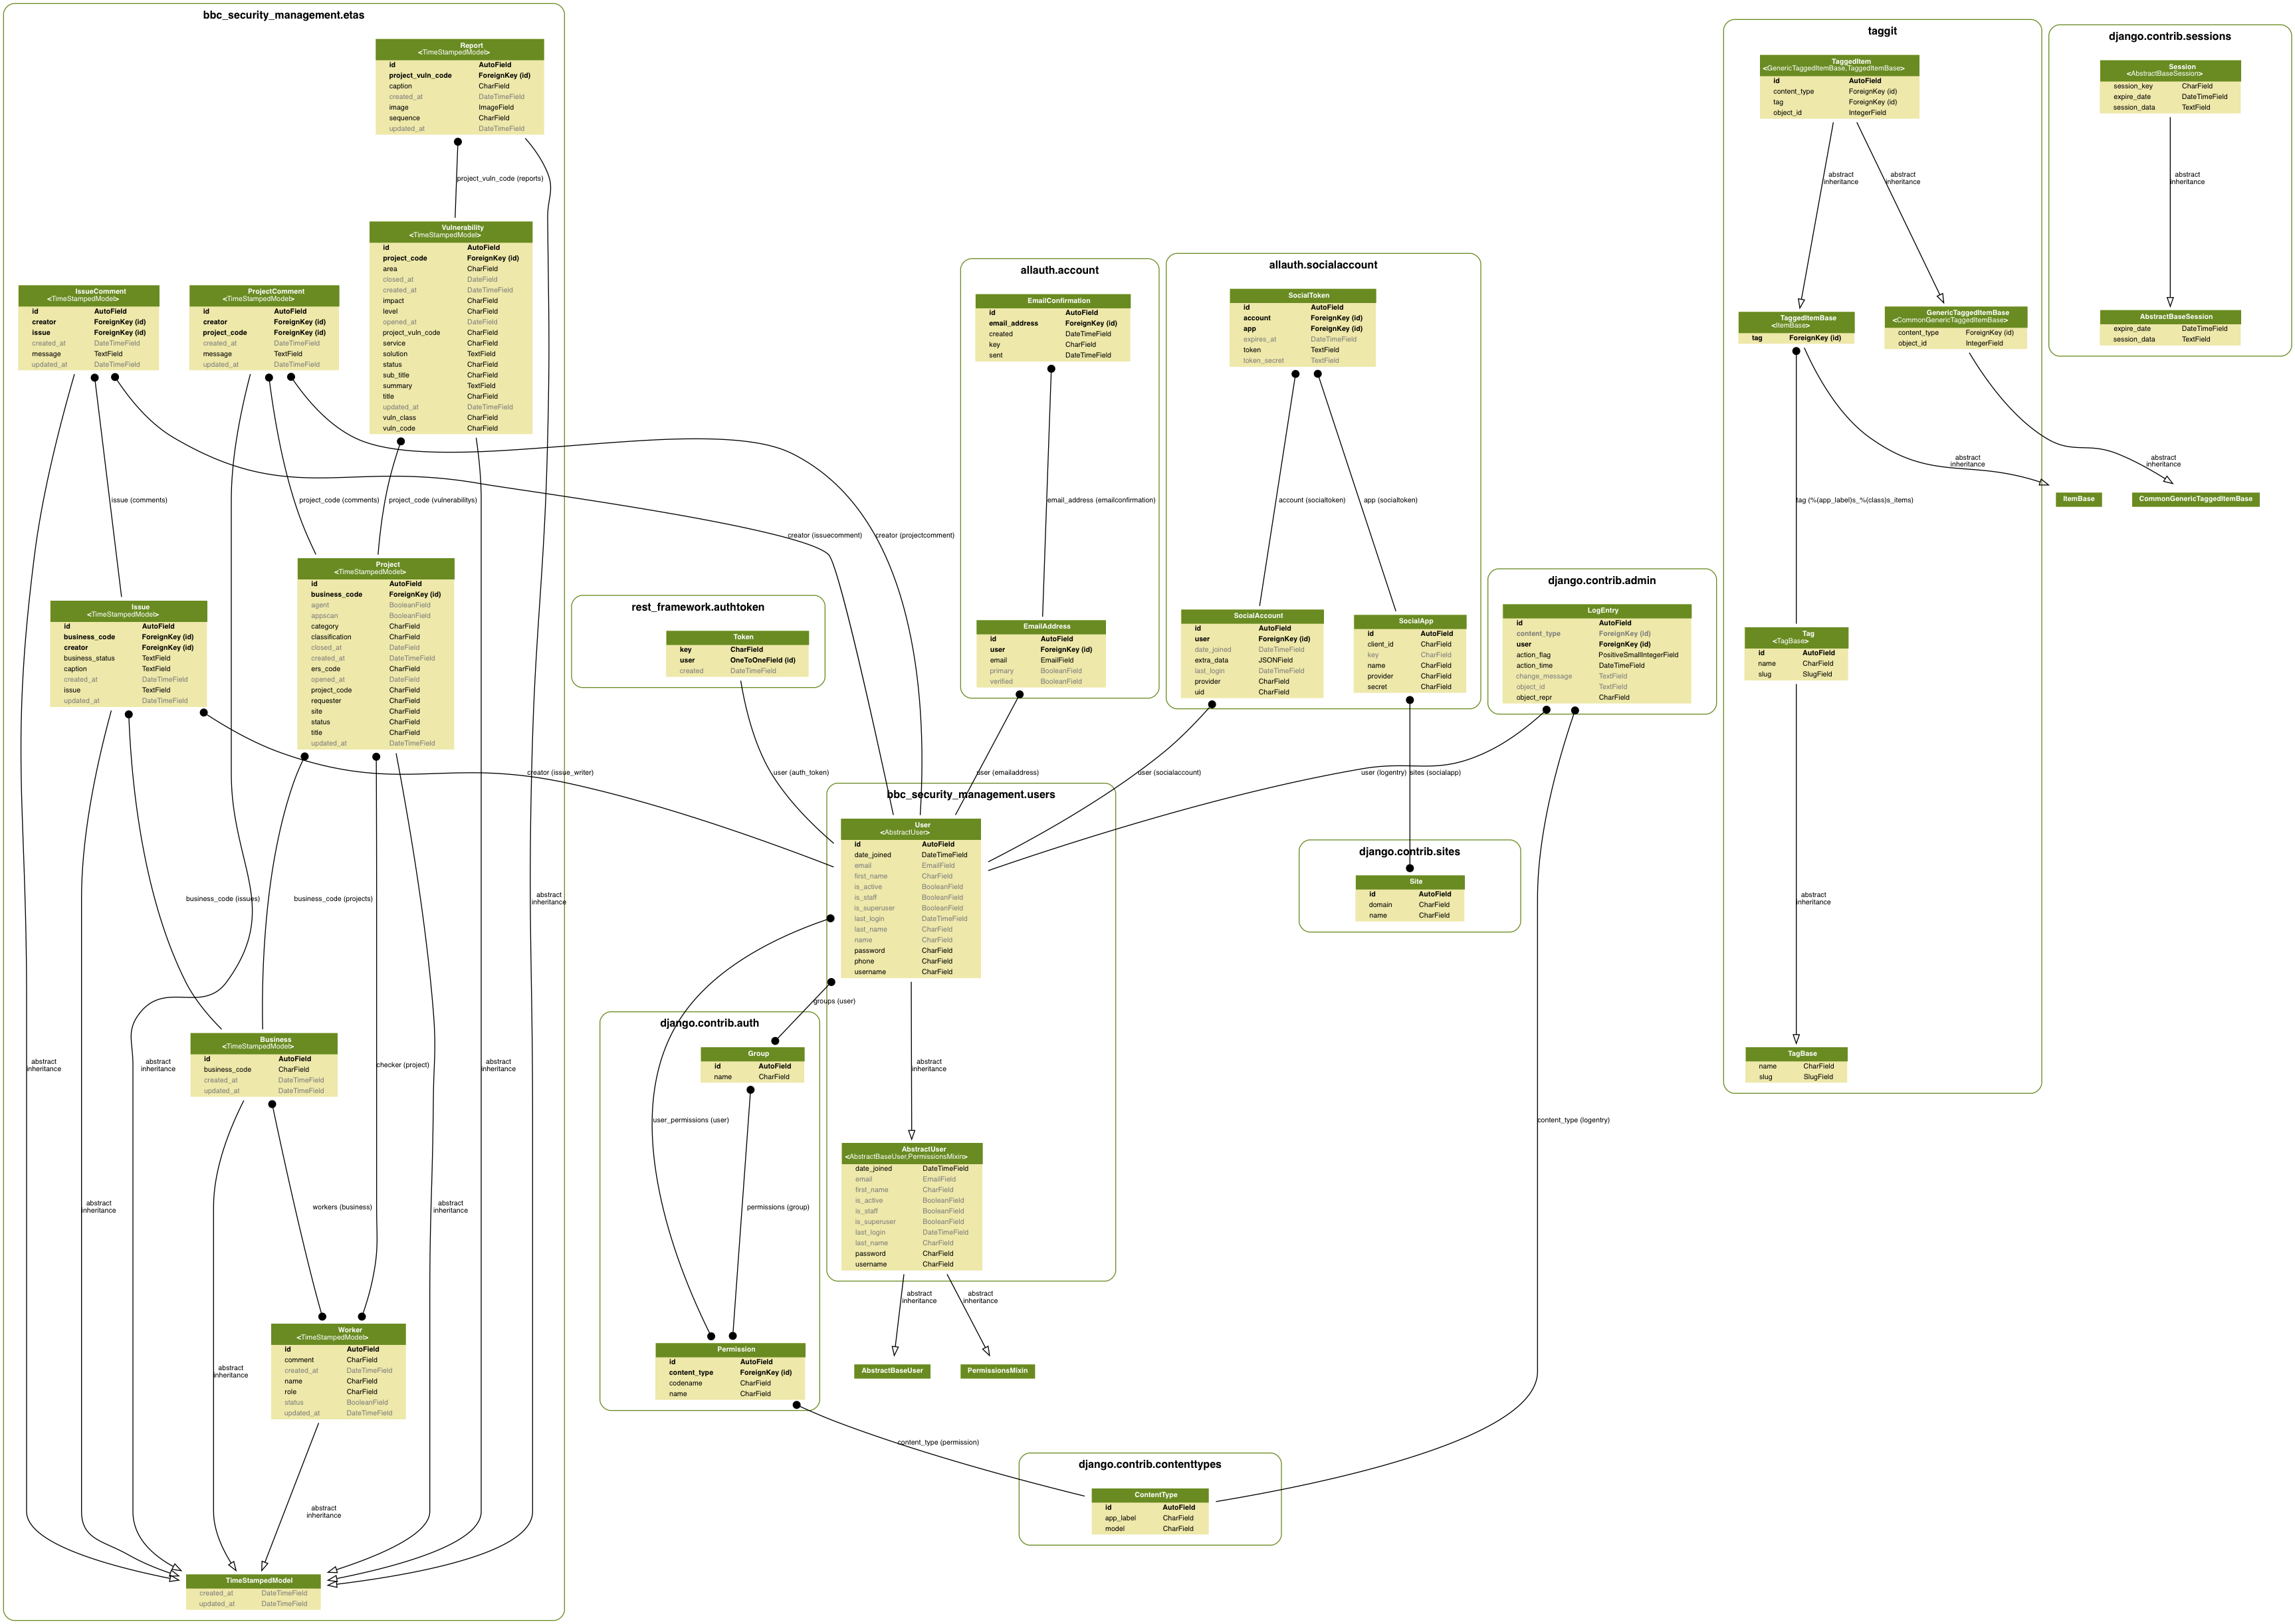 bbc_security_management.etas
Report
<TimeStampedModel>
id AutoField
project_vuln_code ForeignKey (id)
caption CharField
created_at DateTimeField
image ImageField
sequence CharField
updated_at DateTimeField
project_vuln_code (reports)
Vulnerability
<TimeStampedModel>
id AutoField
project_code ForeignKey (id)
area CharField
closed_at DateField
created_at DateTimeField
impact CharField
level CharField
opened_at DateField
project_vuln_code CharField
service CharField
solution TextField
status CharField
sub_title CharField
summary TextField
title CharField
updated_at DateTimeField
vuln_class CharField
vuln_code CharField
IssueComment
<TimeStampedModel>
id AutoField
creator ForeignKey (id)
issue ForeignKey (id)
created_at DateTimeField
message TextField
updated_at DateTimeField
ProjectComment
<TimeStampedModel>
id AutoField
creator ForeignKey (id)
project_code ForeignKey (id)
created_at DateTimeField
message TextField
updated_at DateTimeField
issue (comments)
project_code (comments)
project_code (vulnerabilitys)
creator (issuecomment)
creator (projectcomment)
Project
<TimeStampedModel>
id AutoField
business_code ForeignKey (id)
agent BooleanField
appscan BooleanField
category CharField
classification CharField
closed_at DateField
created_at DateTimeField
ers_code CharField
opened_at DateField
project_code CharField
requester CharField
site CharField
status CharField
title CharField
updated_at DateTimeField
Issue
<TimeStampedModel>
id AutoField
business_code ForeignKey (id)
creator ForeignKey (id)
business_status TextField
caption TextField
created_at DateTimeField
issue TextField
updated_at DateTimeField
creator (issue_writer)
business_code (issues)
business_code (projects)
abstract
inheritance
Business
<TimeStampedModel>
id AutoField
business_code CharField
created_at DateTimeField
updated_at DateTimeField
abstract
inheritance
abstract
inheritance
checker (project)
abstract
inheritance
abstract
inheritance
workers (business)
abstract
inheritance
Worker
<TimeStampedModel>
id AutoField
comment CharField
created_at DateTimeField
name CharField
role CharField
status BooleanField
updated_at DateTimeField
abstract
inheritance
abstract
inheritance
TimeStampedModel
created_at DateTimeField
updated_at DateTimeField
rest_framework.authtoken
Token
key CharField
user OneToOneField (id)
created DateTimeField
user (auth_token)
allauth.account
EmailConfirmation
id AutoField
email_address ForeignKey (id)
created DateTimeField
key CharField
sent DateTimeField
email_address (emailconfirmation)
EmailAddress
id AutoField
user ForeignKey (id)
email EmailField
primary BooleanField
verified BooleanField
user (emailaddress)
allauth.socialaccount
SocialToken
id AutoField
account ForeignKey (id)
app ForeignKey (id)
expires_at DateTimeField
token TextField
token_secret TextField
account (socialtoken)
app (socialtoken)
SocialAccount
id AutoField
user ForeignKey (id)
date_joined DateTimeField
extra_data JSONField
last_login DateTimeField
provider CharField
uid CharField
SocialApp
id AutoField
client_id CharField
key CharField
name CharField
provider CharField
secret CharField
user (socialaccount)
user (logentry)
sites (socialapp)
django.contrib.admin
LogEntry
id AutoField
content_type ForeignKey (id)
user ForeignKey (id)
action_flag PositiveSmallIntegerField
action_time DateTimeField
change_message TextField
object_id TextField
object_repr CharField
bbc_security_management.users
User
<AbstractUser>
id AutoField
date_joined DateTimeField
email EmailField
first_name CharField
is_active BooleanField
is_staff BooleanField
is_superuser BooleanField
last_login DateTimeField
last_name CharField
name CharField
password CharField
phone CharField
username CharField
groups (user)
abstract
inheritance
AbstractUser
<AbstractBaseUser,PermissionsMixin>
date_joined DateTimeField
email EmailField
first_name CharField
is_active BooleanField
is_staff BooleanField
is_superuser BooleanField
last_login DateTimeField
last_name CharField
password CharField
username CharField
abstract
inheritance
abstract
inheritance
AbstractBaseUser
PermissionsMixin
django.contrib.auth
Group
id AutoField
name CharField
user_permissions (user)
permissions (group)
Permission
id AutoField
content_type ForeignKey (id)
codename CharField
name CharField
content_type (permission)
django.contrib.sites
Site
id AutoField
domain CharField
name CharField
content_type (logentry)
django.contrib.contenttypes
ContentType
id AutoField
app_label CharField
model CharField
taggit
TaggedItem
<GenericTaggedItemBase,TaggedItemBase>
id AutoField
content_type ForeignKey (id)
tag ForeignKey (id)
object_id IntegerField
abstract
inheritance
abstract
inheritance
TaggedItemBase
<ItemBase>
tag ForeignKey (id)
GenericTaggedItemBase
<CommonGenericTaggedItemBase>
content_type ForeignKey (id)
object_id IntegerField
abstract
inheritance
abstract
inheritance
tag (%(app_label)s_%(class)s_items)
ItemBase
CommonGenericTaggedItemBase
Tag
<TagBase>
id AutoField
name CharField
slug SlugField
abstract
inheritance
TagBase
name CharField
slug SlugField
django.contrib.sessions
Session
<AbstractBaseSession>
session_key CharField
expire_date DateTimeField
session_data TextField
abstract
inheritance
AbstractBaseSession
expire_date DateTimeField
session_data TextField